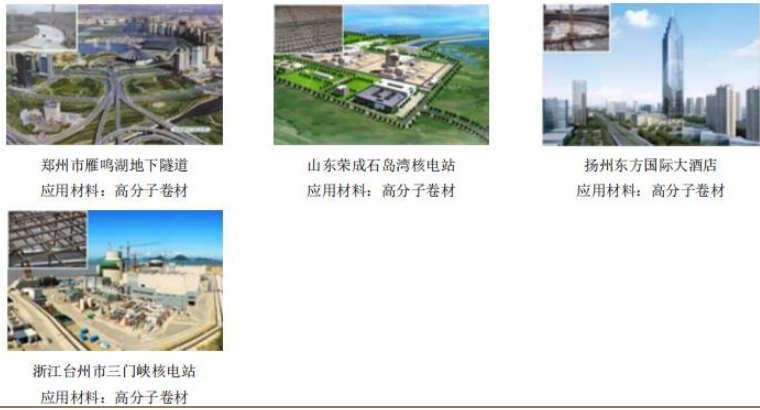 郑州市雁鸣湖地下隧道
山东荣成石岛湾核电站
扬州东方国际大酒店
应用材料：高分子卷材
应用材料：高分子卷材
应用材料：高分子卷材
浙江台州市三门峡核电站
应用材料：高分子卷材